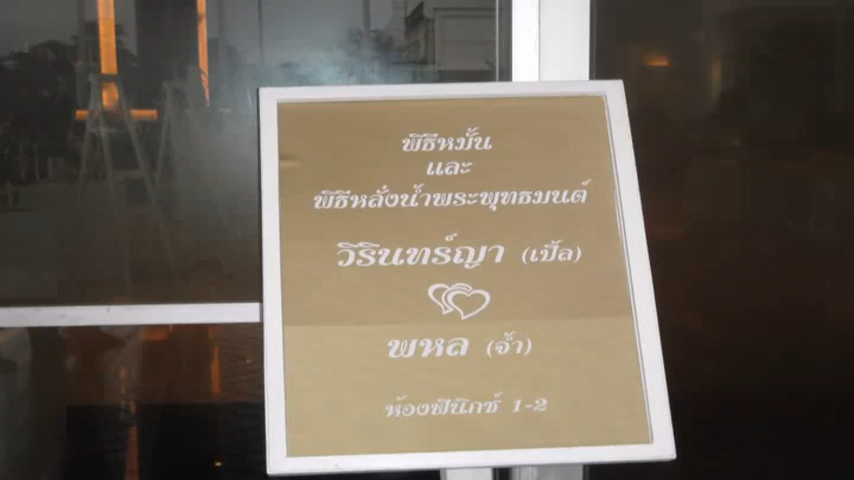 พิธีหมั้น
และ
พิธีหลั่งน้ำพระพุทธมนต์
วิรินทร์ญา (เปิ้ล)
พหล (จ้ำ)
ห้องฟินิกซ์ 1-2